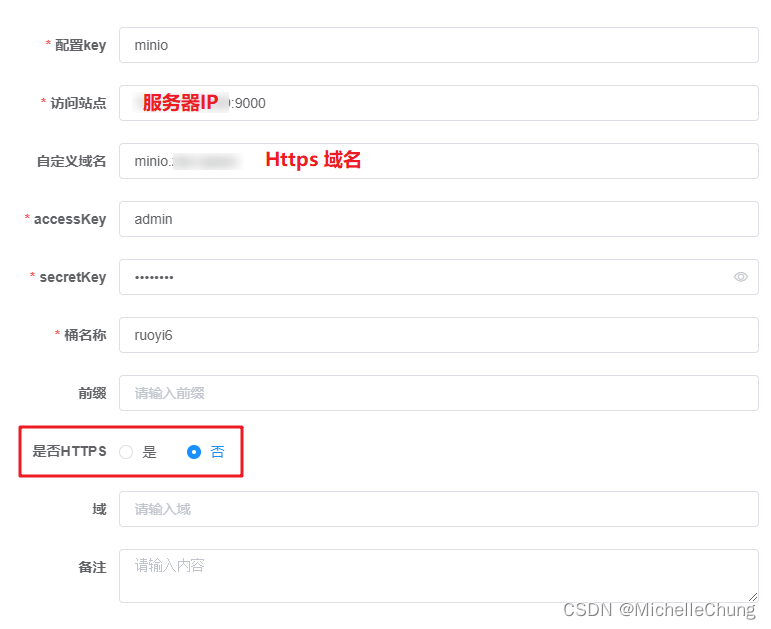 * 配置key minio
* 访问站点 服务器IP :9000
自定义域名 minio. Https 域名
* accessKey admin
* secretKey ••••••••
* 桶名称 ruoyi6
前缀 请输入前缀
是否HTTPS 是 否
域 请输入域
备注 请输入内容
CSDN @MichelleChung